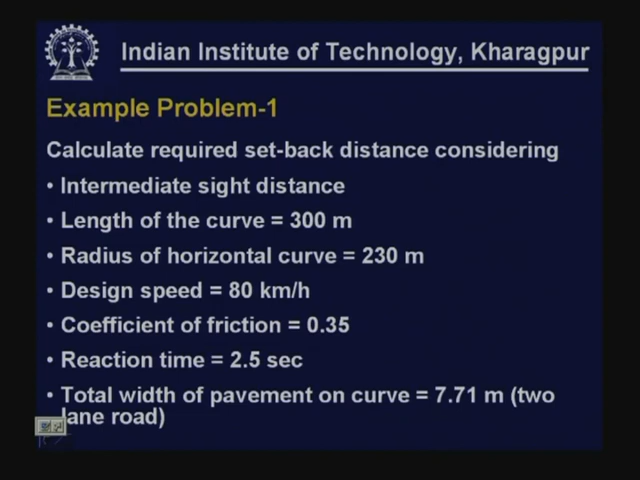 Indian Institute of Technology, Kharagpur
Example Problem-1
Calculate required set-back distance considering
• Intermediate sight distance
• Length of the curve = 300 m
• Radius of horizontal curve = 230 m
• Design speed = 80 km/h
• Coefficient of friction = 0.35
• Reaction time = 2.5 sec
• Total width of pavement on curve = 7.71 m (two
lane road)